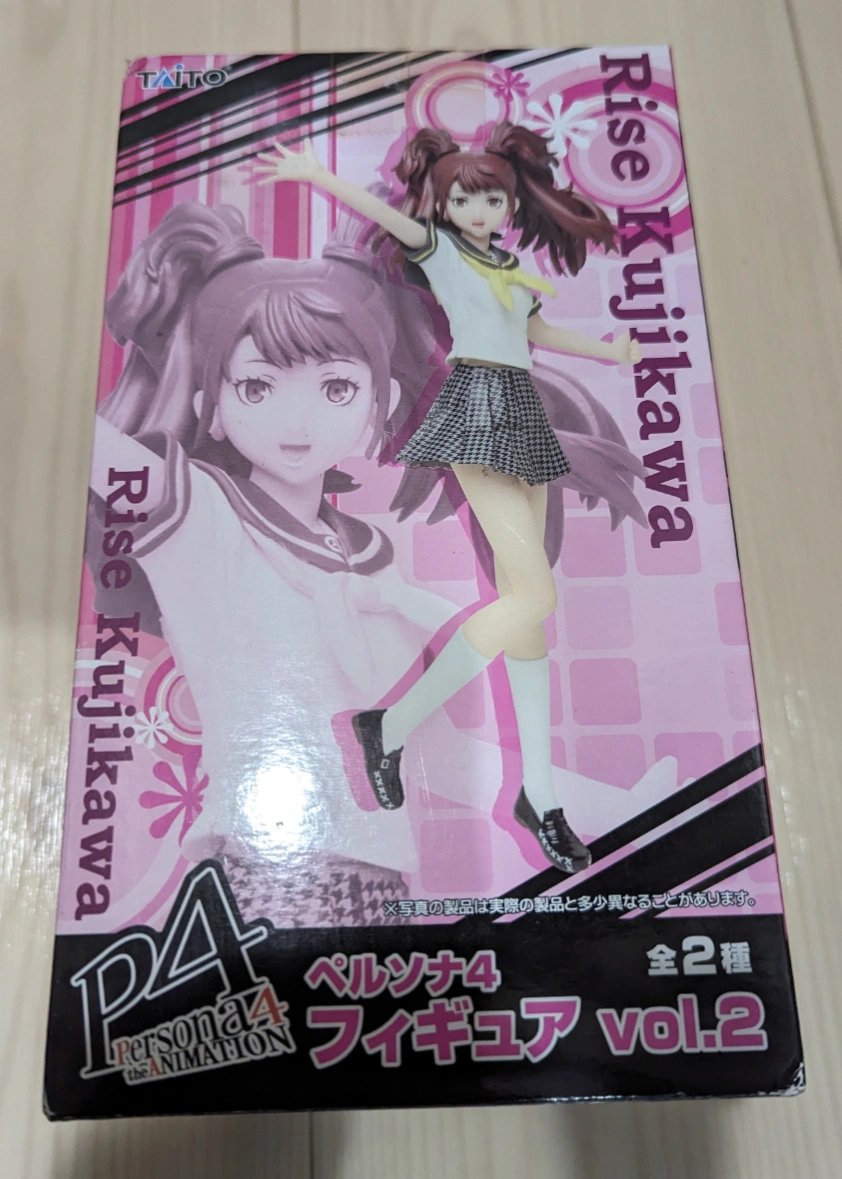 TAITO
Rise Kujikawa
Rise Kujikawa
※写真の製品は実際の製品と多少異なることがあります。
P4
Persona4
the ANIMATION
全2種
ペルソナ4
フィギュア vol.2